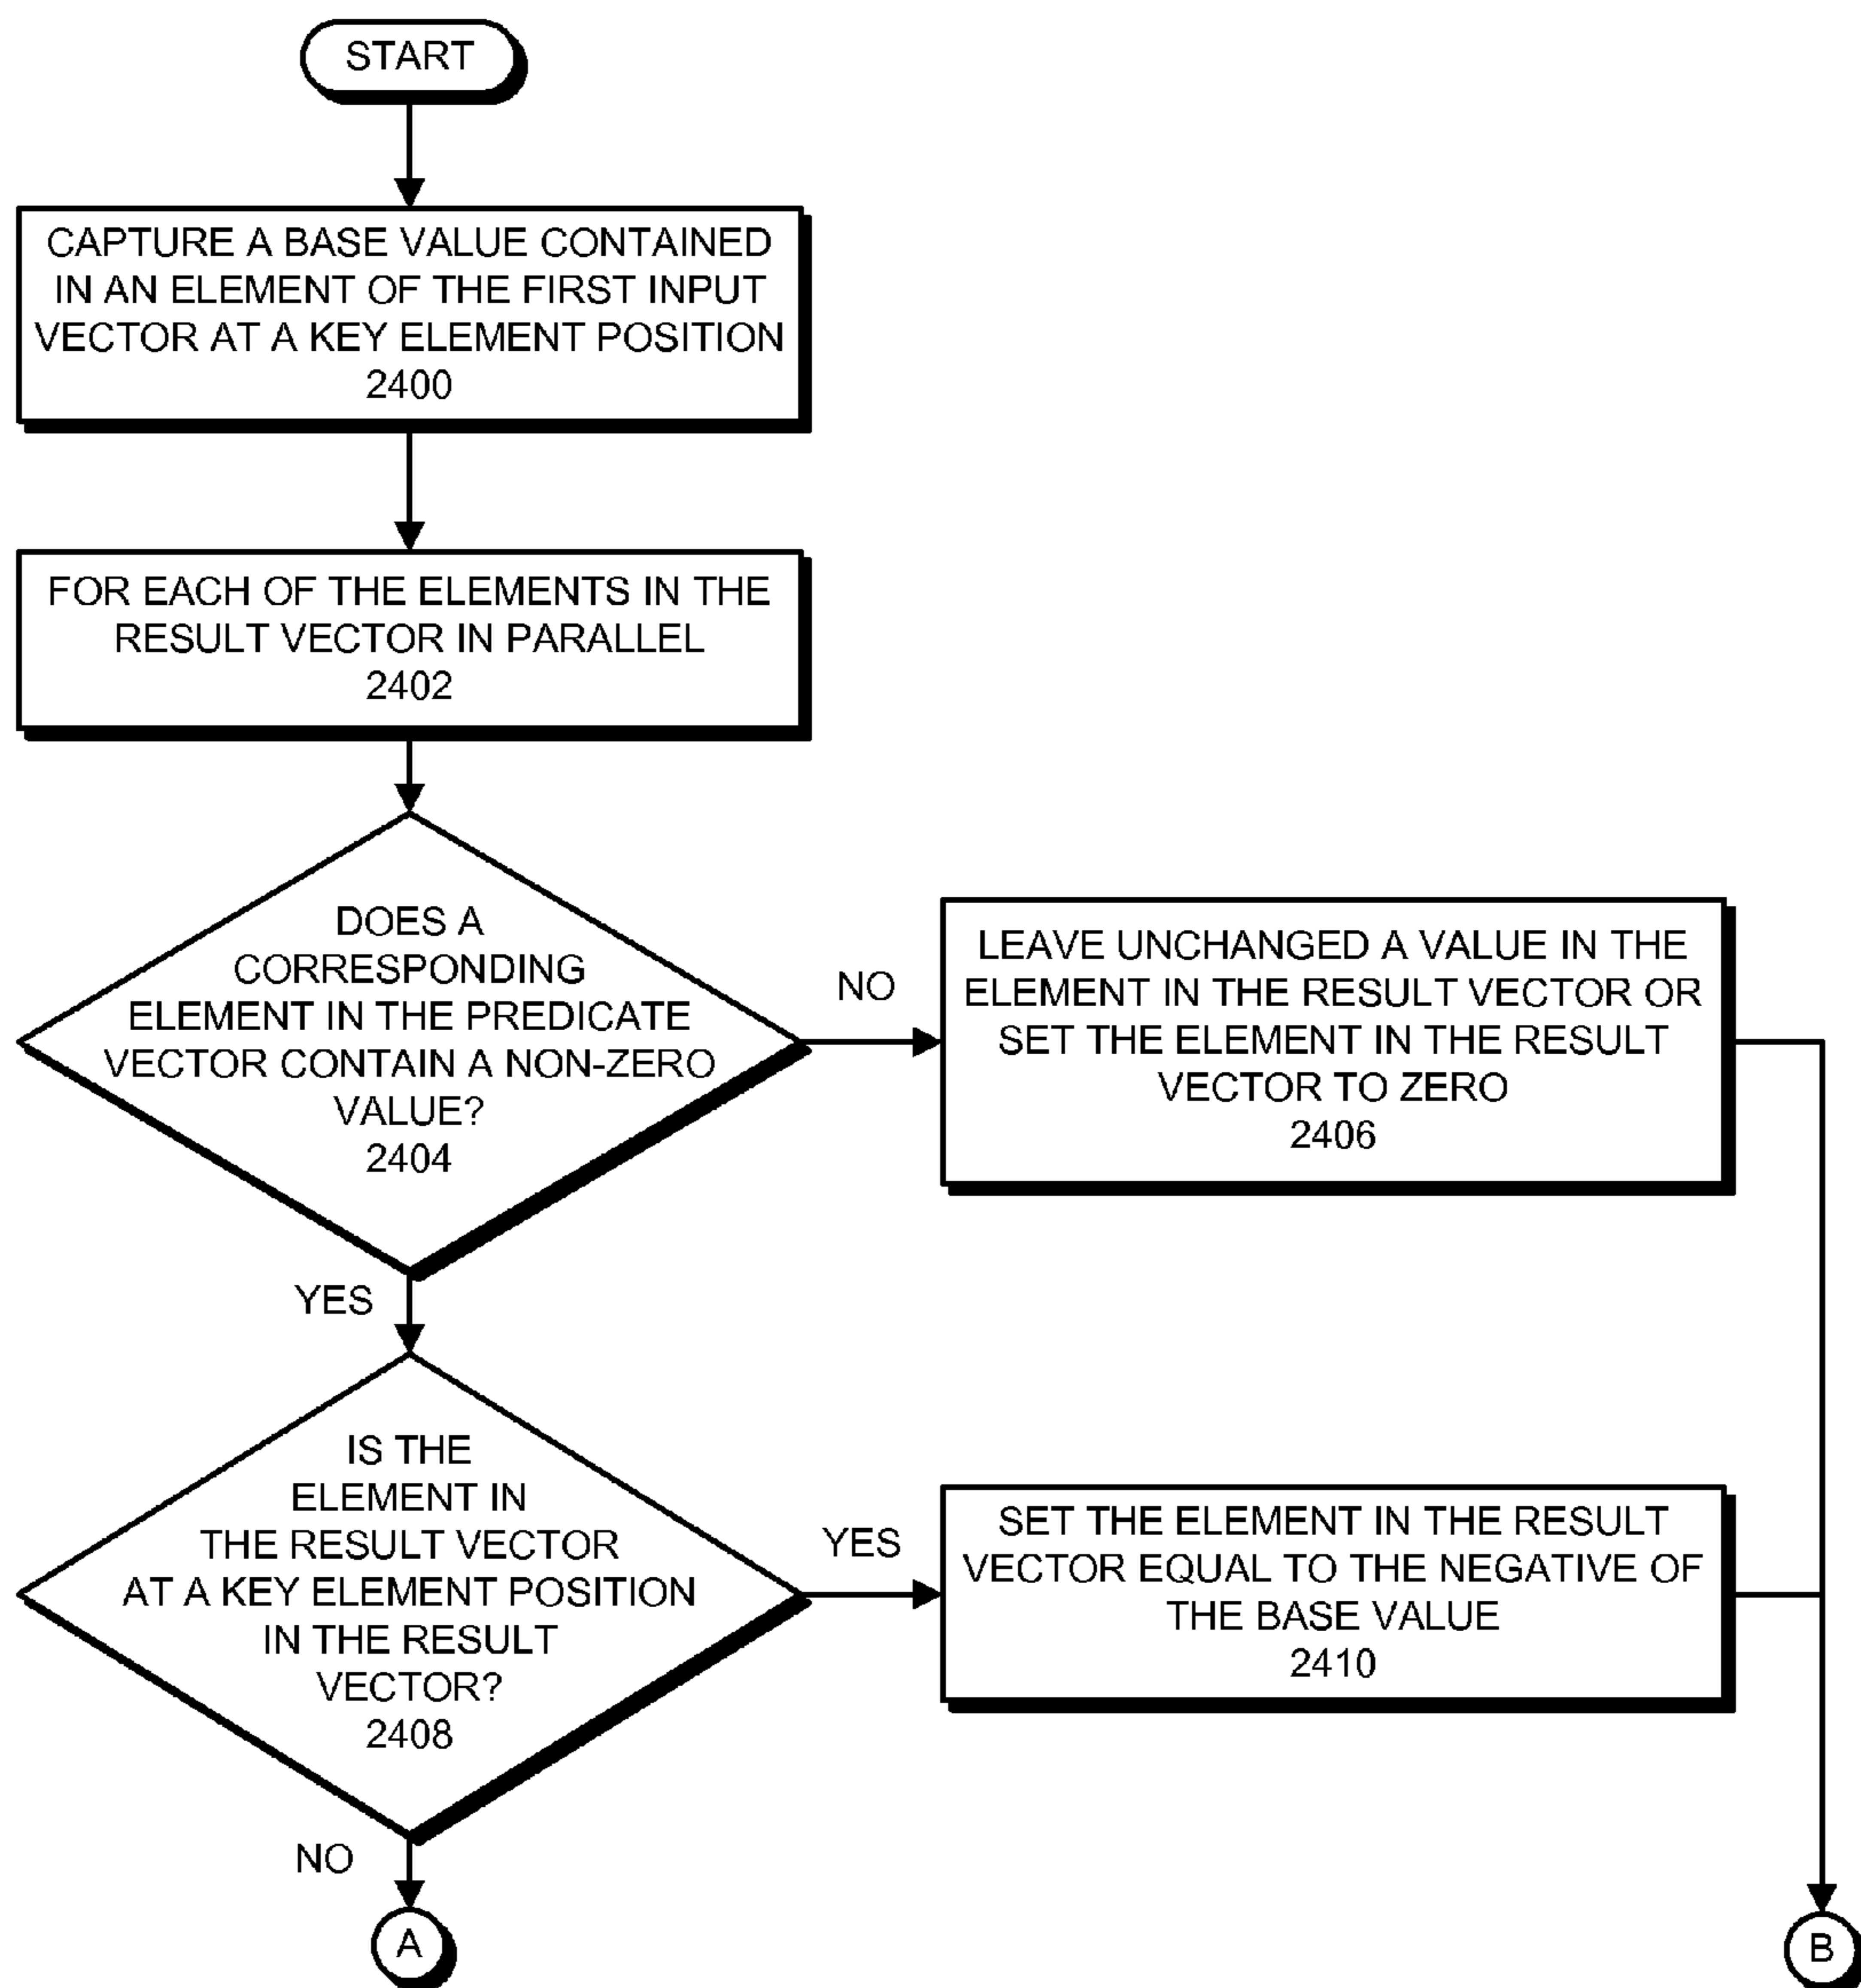 START
CAPTURE A BASE VALUE CONTAINED
IN AN ELEMENT OF THE FIRST INPUT
VECTOR AT A KEY ELEMENT POSITION
2400
FOR EACH OF THE ELEMENTS IN THE
RESULT VECTOR IN PARALLEL
2402
DOES A
CORRESPONDING
ELEMENT IN THE PREDICATE
VECTOR CONTAIN A NON-ZERO
VALUE?
2404
NO
LEAVE UNCHANGED A VALUE IN THE
ELEMENT IN THE RESULT VECTOR OR
SET THE ELEMENT IN THE RESULT
VECTOR TO ZERO
2406
YES
IS THE
ELEMENT IN
THE RESULT VECTOR
AT A KEY ELEMENT POSITION
IN THE RESULT
VECTOR?
2408
YES
SET THE ELEMENT IN THE RESULT
VECTOR EQUAL TO THE NEGATIVE OF
THE BASE VALUE
2410
NO
A
B